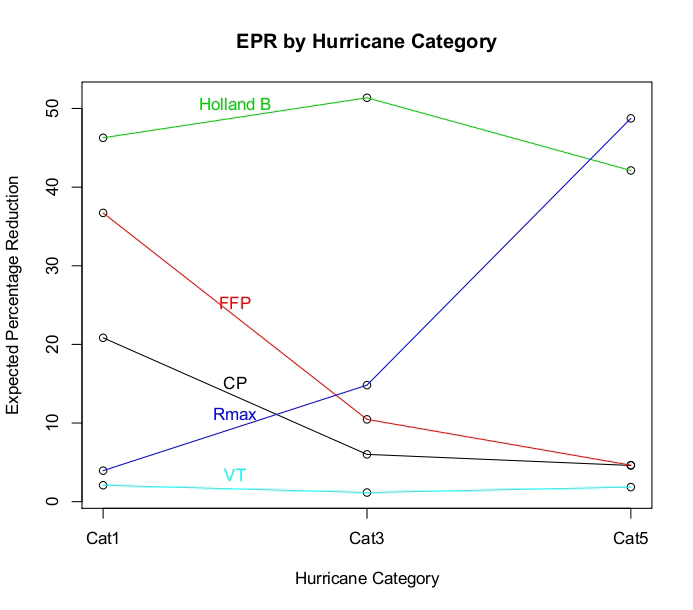 EPR by Hurricane Category
Expected Percentage Reduction
50
40
30
20
10
0
Holland B
FFP
CP
Rmax
VT
Cat1 Cat3 Cat5
Hurricane Category